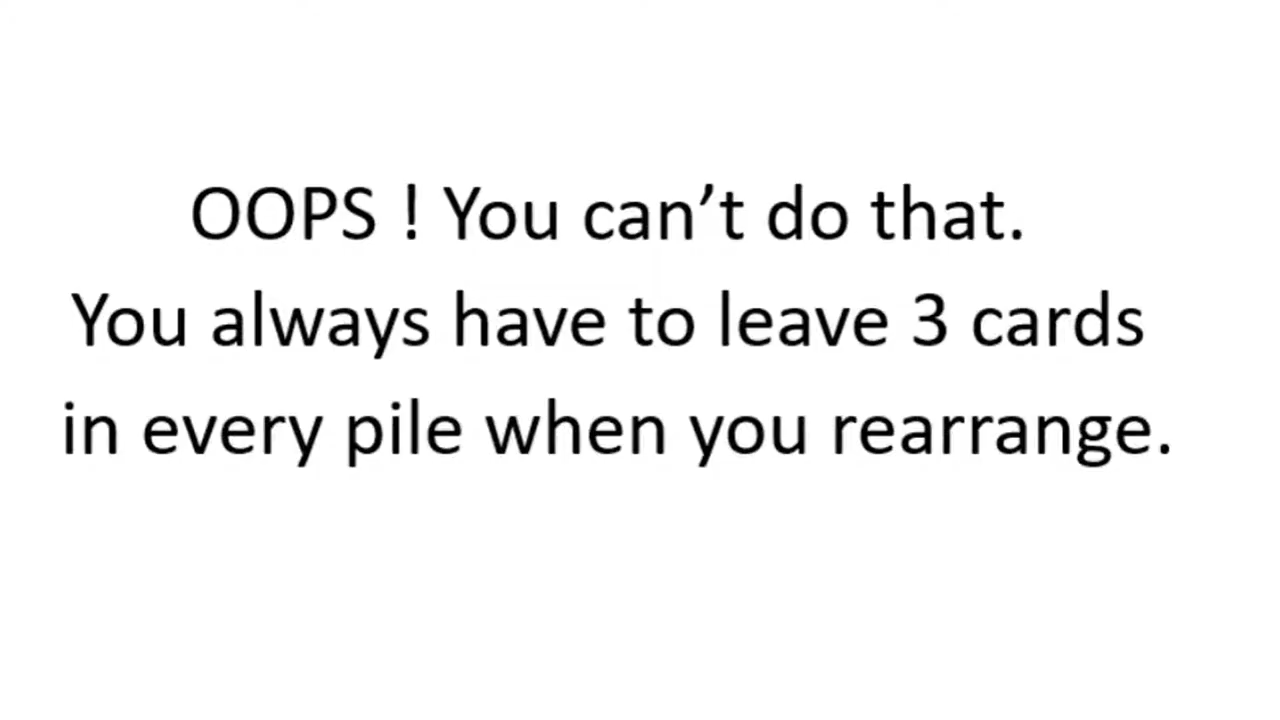 OOPS ! You can’t do that.
You always have to leave 3 cards
in every pile when you rearrange.